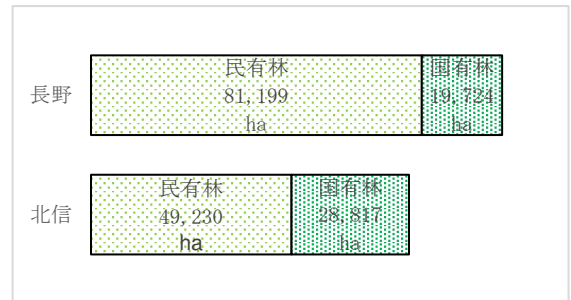 長野
民有林
81,199
ha
国有林
19,724
ha
北信
民有林
49,230
ha
国有林
28,817
ha